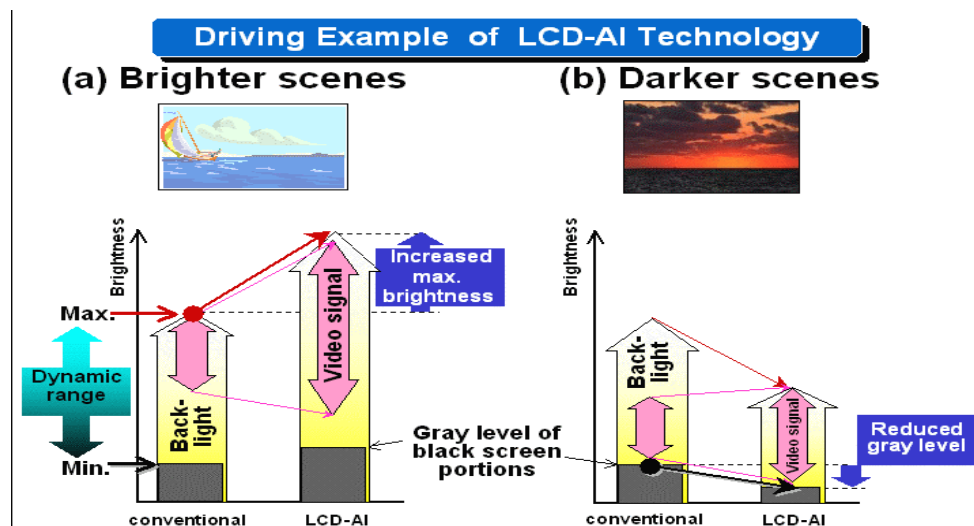 Driving Example of LCD-AI Technology
(a) Brighter scenes
(b) Darker scenes
Brightness
Max.
Dynamic
range
Min.
Back-
light
Video signal
Increased
max.
brightness
Gray level of
black screen
portions
conventional
LCD-AI
Brightness
Back-
light
Video signal
Reduced
gray level
conventional
LCD-AI